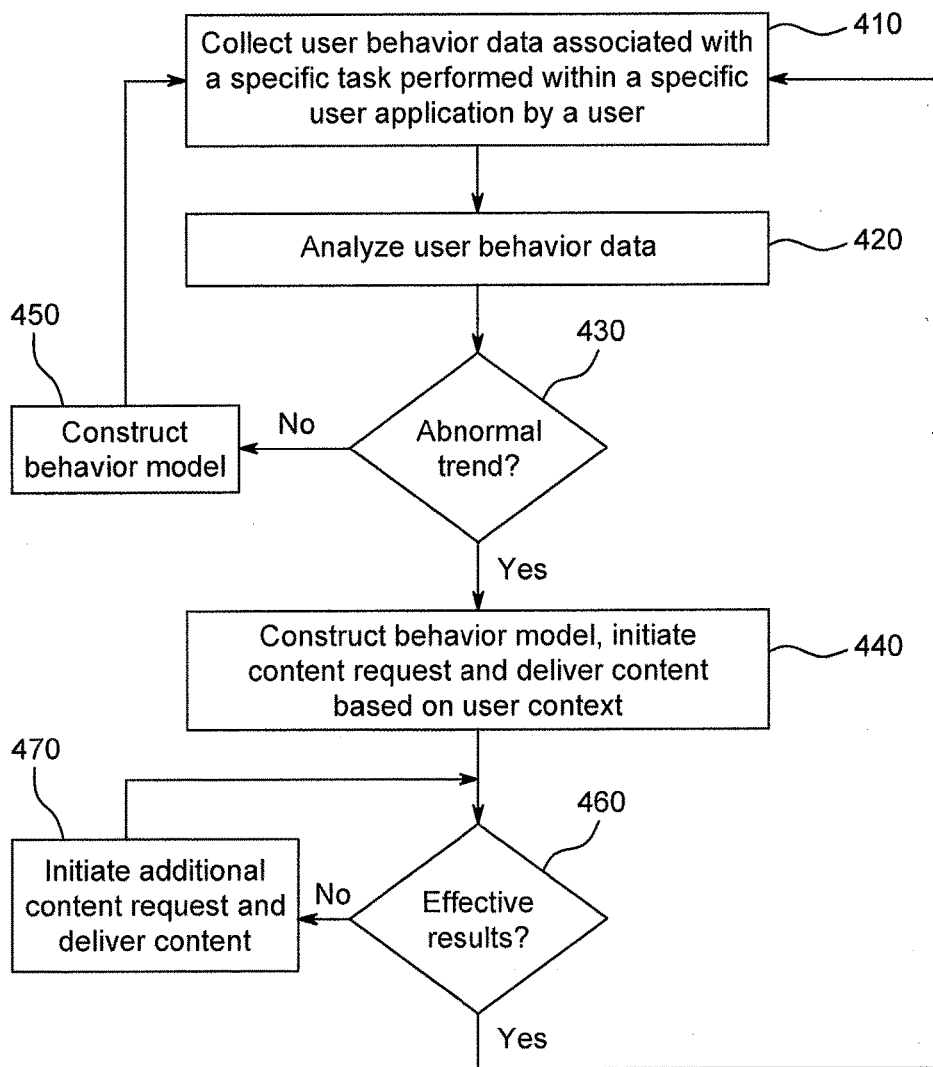 410
Collect user behavior data associated with
a specific task performed within a specific
user application by a user
Analyze user behavior data
420
450
430
Construct
behavior model
No
Abnormal
trend?
Yes
Construct behavior model, initiate
content request and deliver content
based on user context
440
470
460
Initiate additional
content request and
deliver content
No
Effective
results?
Yes